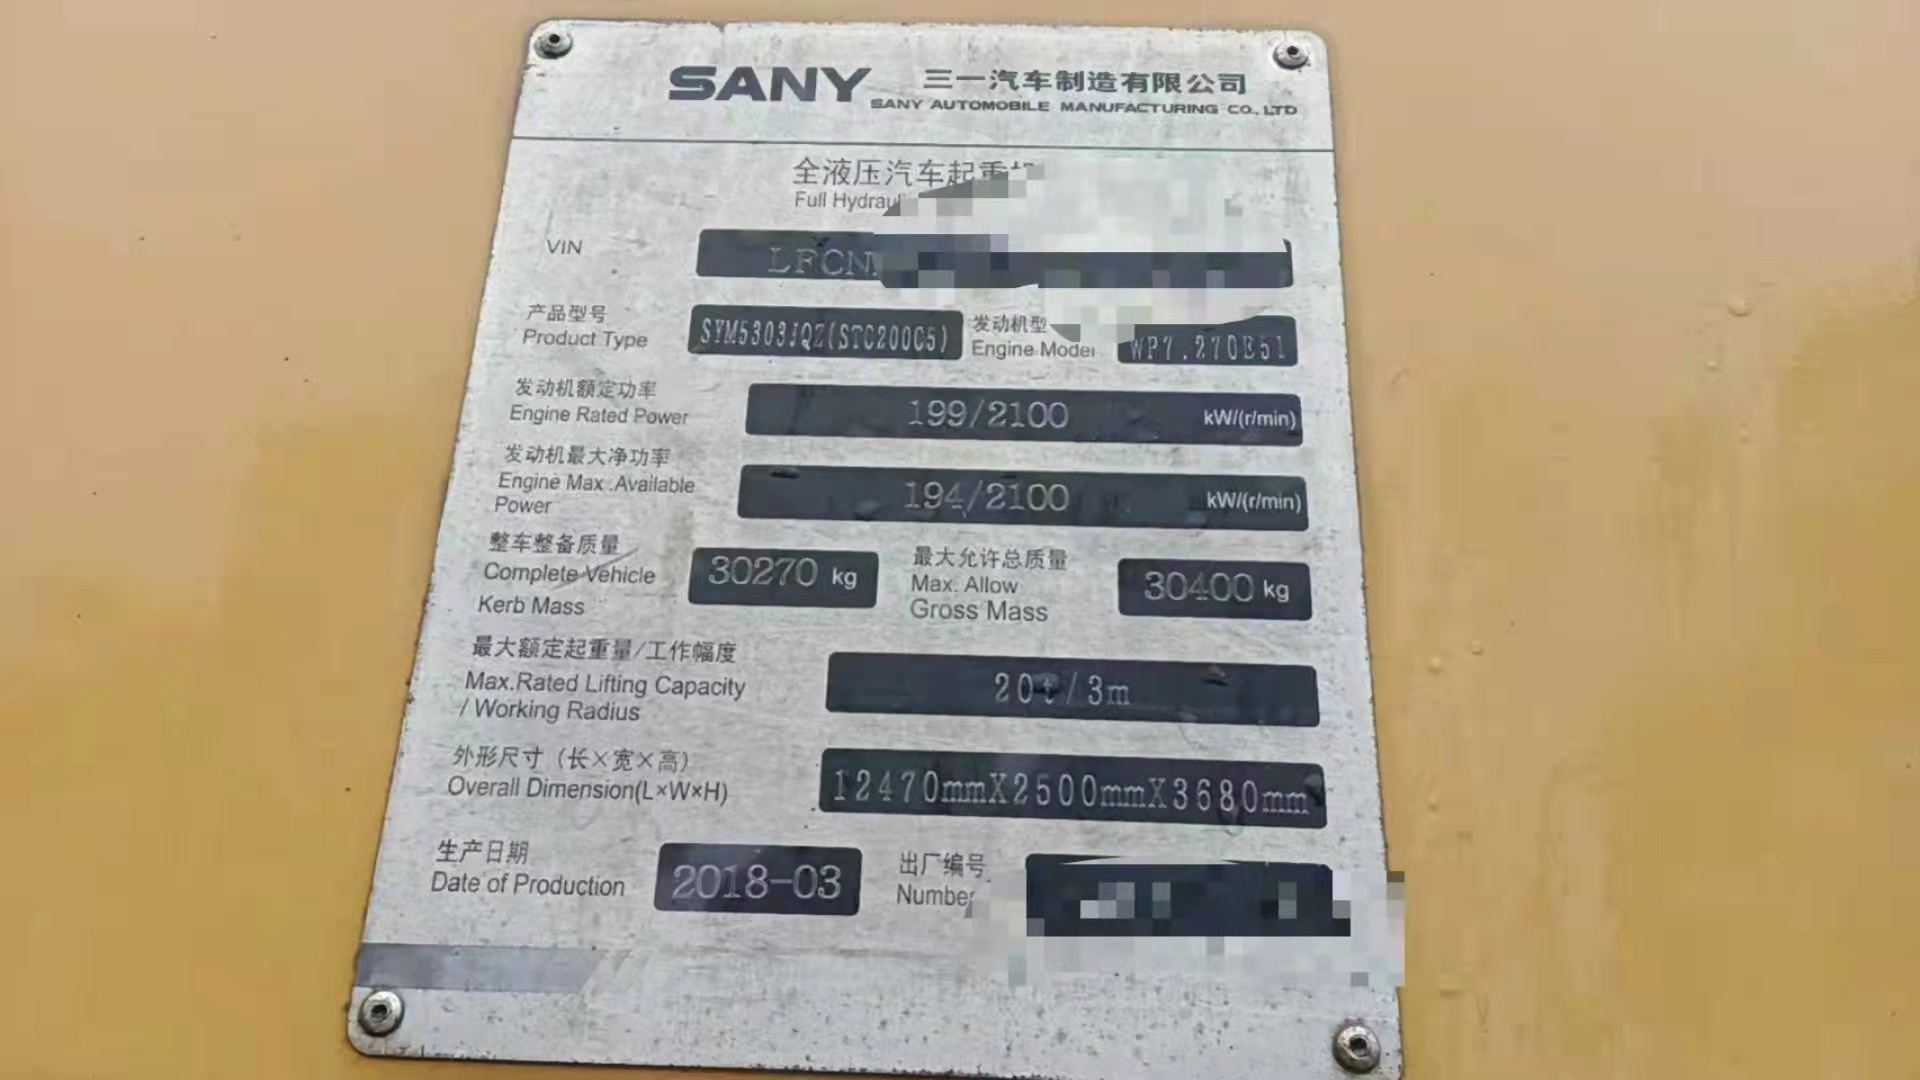 SANY 三一汽车制造有限公司
SANY AUTOMOBILE MANUFACTURING CO., LTD
全液压汽车起重机
Full
VIN LFCN
产品型号
Product Type SYM5303JQZ(STC200C5)
发动机型
Engine Model WP7.270E51
发动机额定功率
Engine Rated Power 199/2100 kW/(r/min)
发动机最大净功率
Engine Max .Available
Power 194/2100 kW/(r/min)
整车整备质量
Complete Vehicle
Kerb Mass 30270 kg
最大允许总质量
Max. Allow
Gross Mass 30400 kg
最大额定起重量/工作幅度
Max.Rated Lifting Capacity
/ Working Radius 20t/3m
外形尺寸（长×宽×高）
Overall Dimension(L×W×H) 12470mmX2500mmX3680mm
生产日期
Date of Production 2018-03
出厂编号
Number